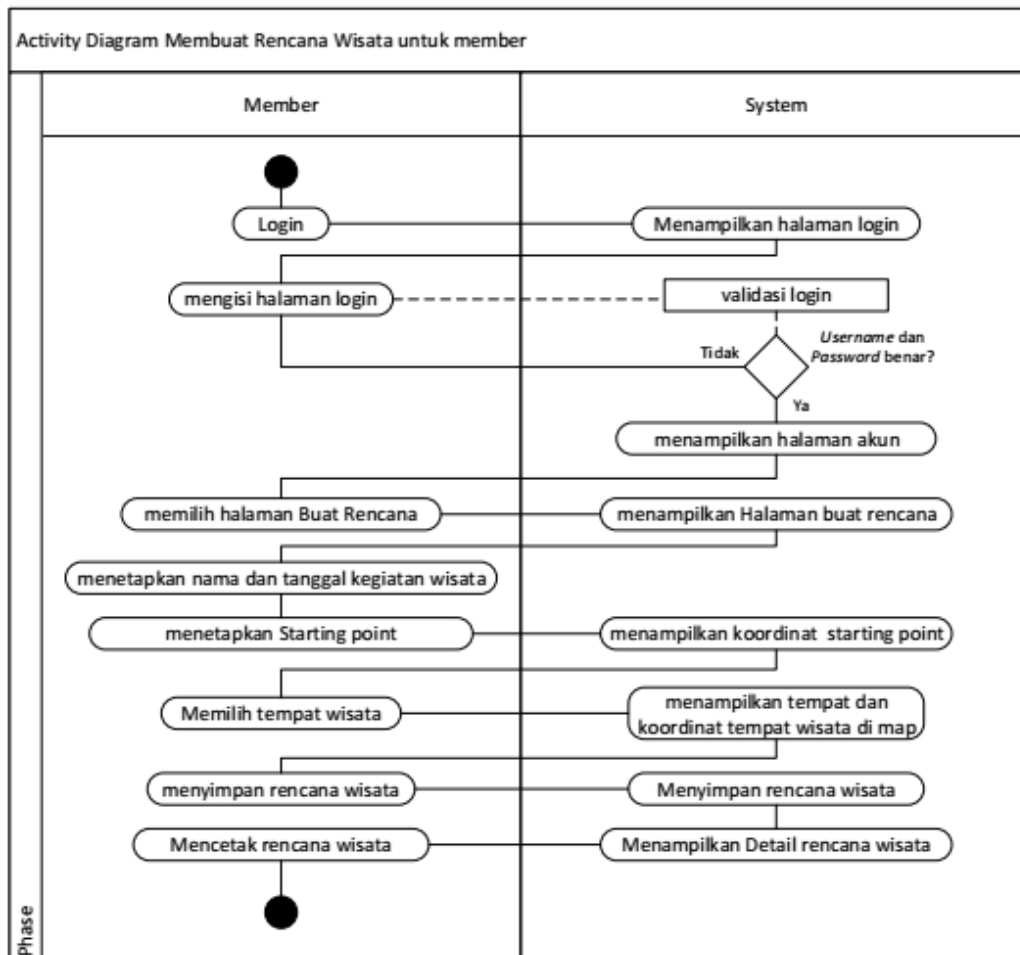 Activity Diagram Membuat Rencana Wisata untuk member
Member
System
Login
Menampilkan halaman login
mengisi halaman login
validasi login
Username dan
Password benar?
Tidak
Ya
menampilkan halaman akun
memilih halaman Buat Rencana
menampilkan Halaman buat rencana
menetapkan nama dan tanggal kegiatan wisata
menetapkan Starting point
menampilkan koordinat starting point
Memilih tempat wisata
menampilkan tempat dan
koordinat tempat wisata di map
menyimpan rencana wisata
Menyimpan rencana wisata
Mencetak rencana wisata
Menampilkan Detail rencana wisata
Phase